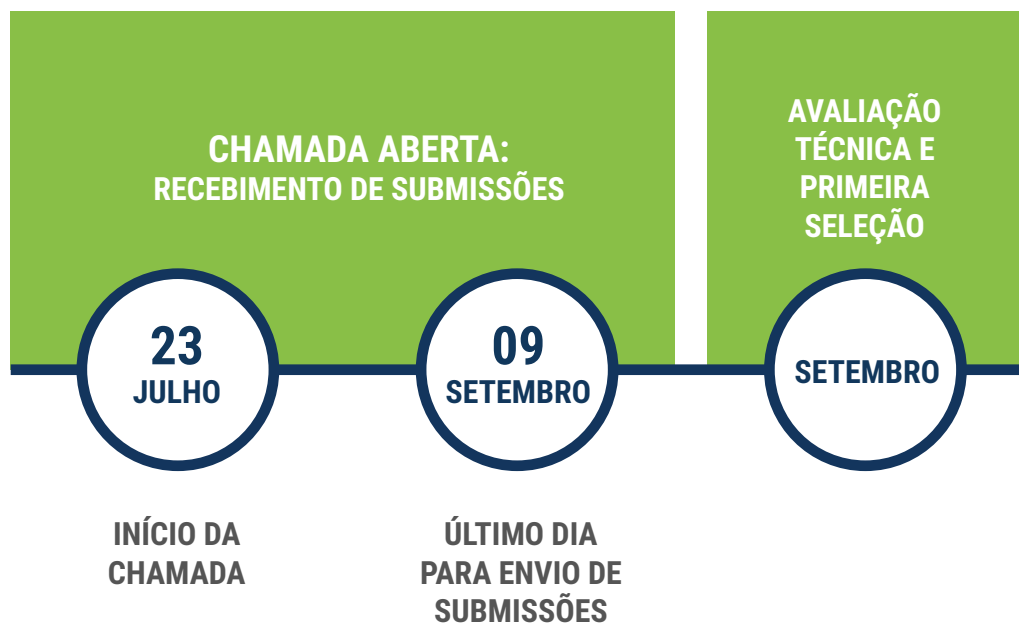 CHAMADA ABERTA:
RECEBIMENTO DE SUBMISSÕES
23
JULHO
INÍCIO DA
CHAMADA
09
SETEMBRO
ÚLTIMO DIA
PARA ENVIO DE
SUBMISSÕES
AVALIAÇÃO
TÉCNICA E
PRIMEIRA
SELEÇÃO
SETEMBRO